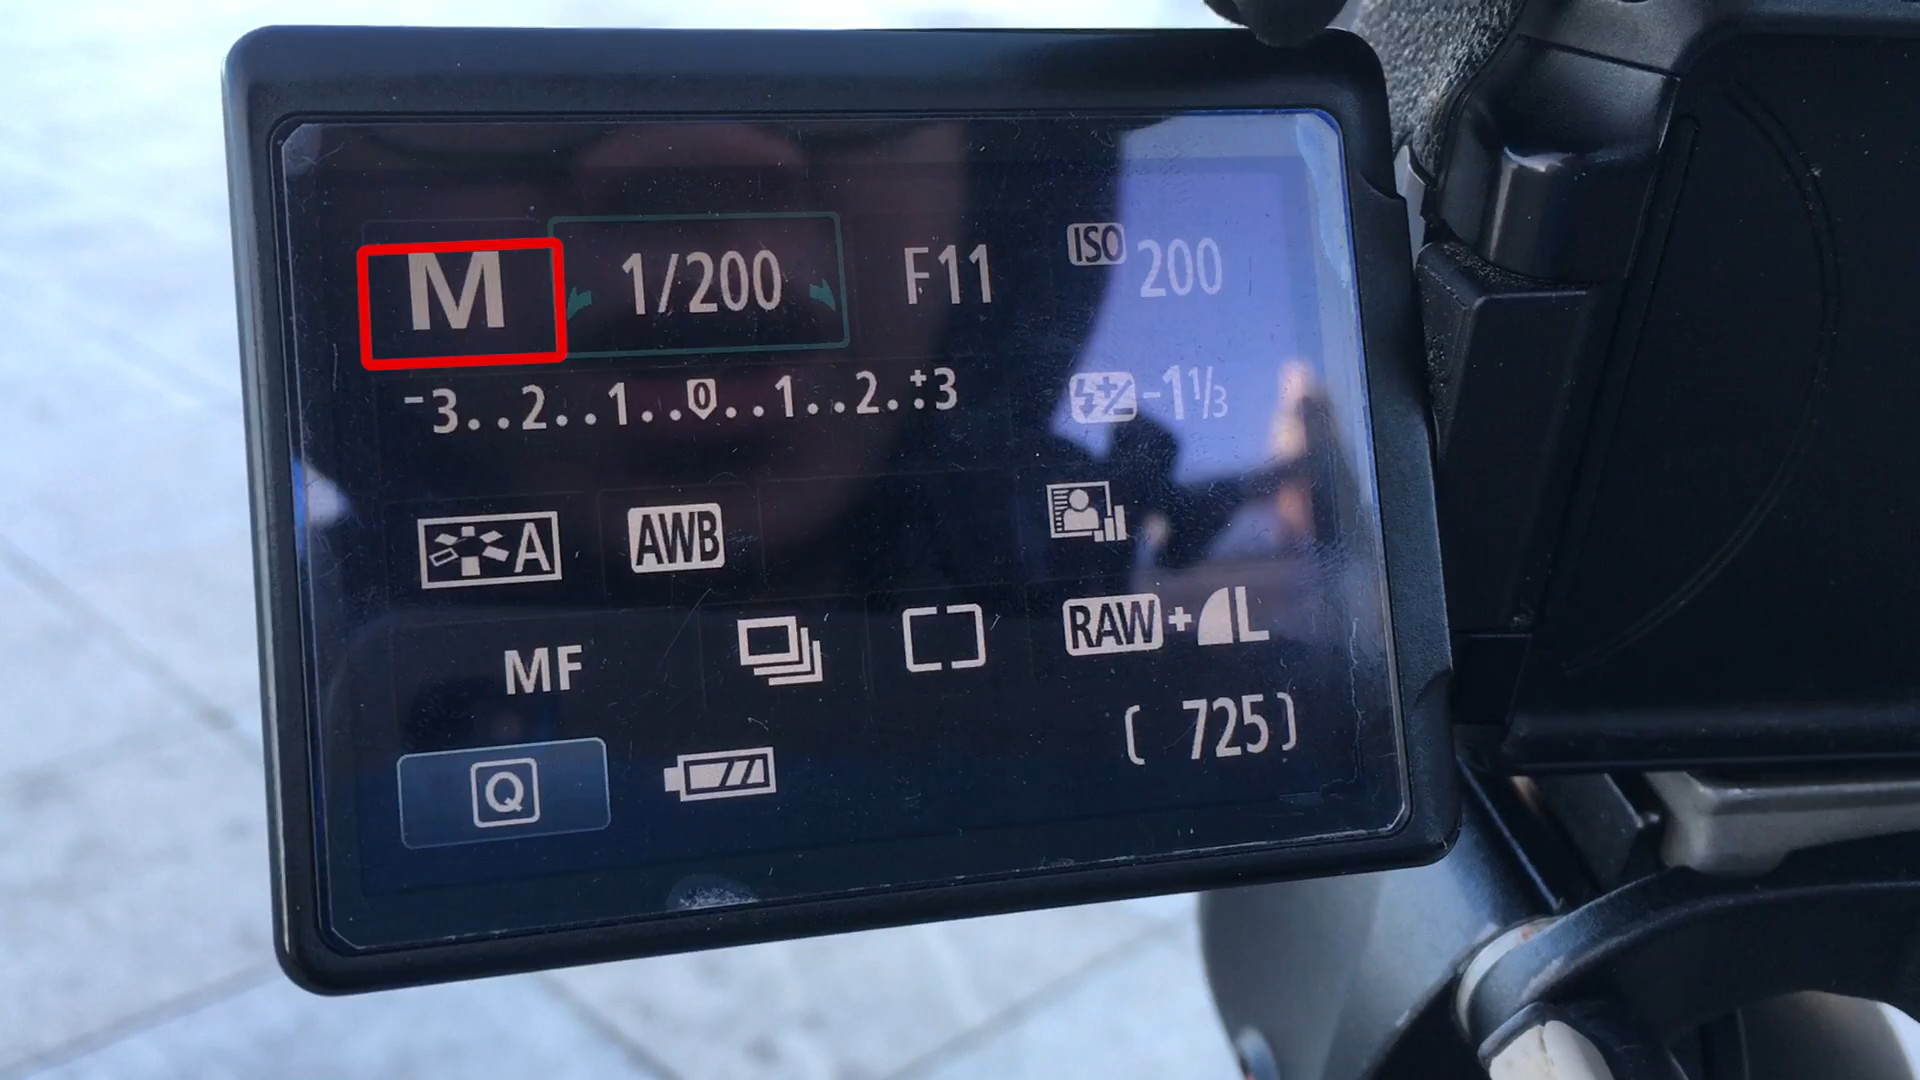 M 1/200 F11 ISO 200
-3..2..1..0..1..2.:+3 -1 1/3
A AWB
MF RAW+L
[ 725]
Q